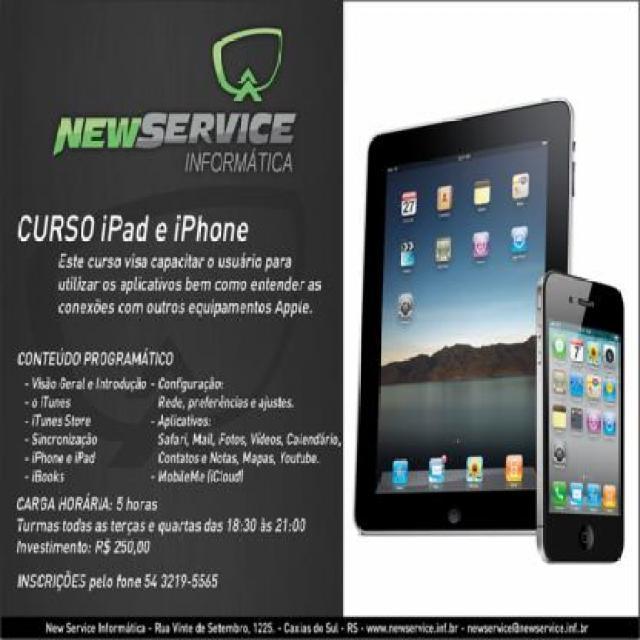 NEWSERVICE
INFORMÁTICA
CURSO iPad e iPhone
Este curso visa capacitar o usuário para
utilizar os aplicativos bem como entender as
conexões com outros equipamentos Apple.
CONTEÚDO PROGRAMÁTICO
- Visão Geral e Introdução
- o iTunes
- iTunes Store
- Sincronização
- iPhone e iPad
- iBooks
- Configuração:
Rede, preferências e ajustes.
- Aplicativos:
Safari, Mail, Fotos, Vídeos, Calendário,
Contatos e Notas, Mapas, Youtube.
- MobileMe (iCloud)
CARGA HORÁRIA: 5 horas
Turmas todas as terças e quartas das 18:30 às 21:00
Investimento: R$ 250,00
INSCRIÇÕES pelo fone 54 3219-5565
27
7
New Service Informática - Rua Vinte de Setembro, 1225. - Caxias do Sul - RS - www.newservice.inf.br - newservice@newservice.inf.br